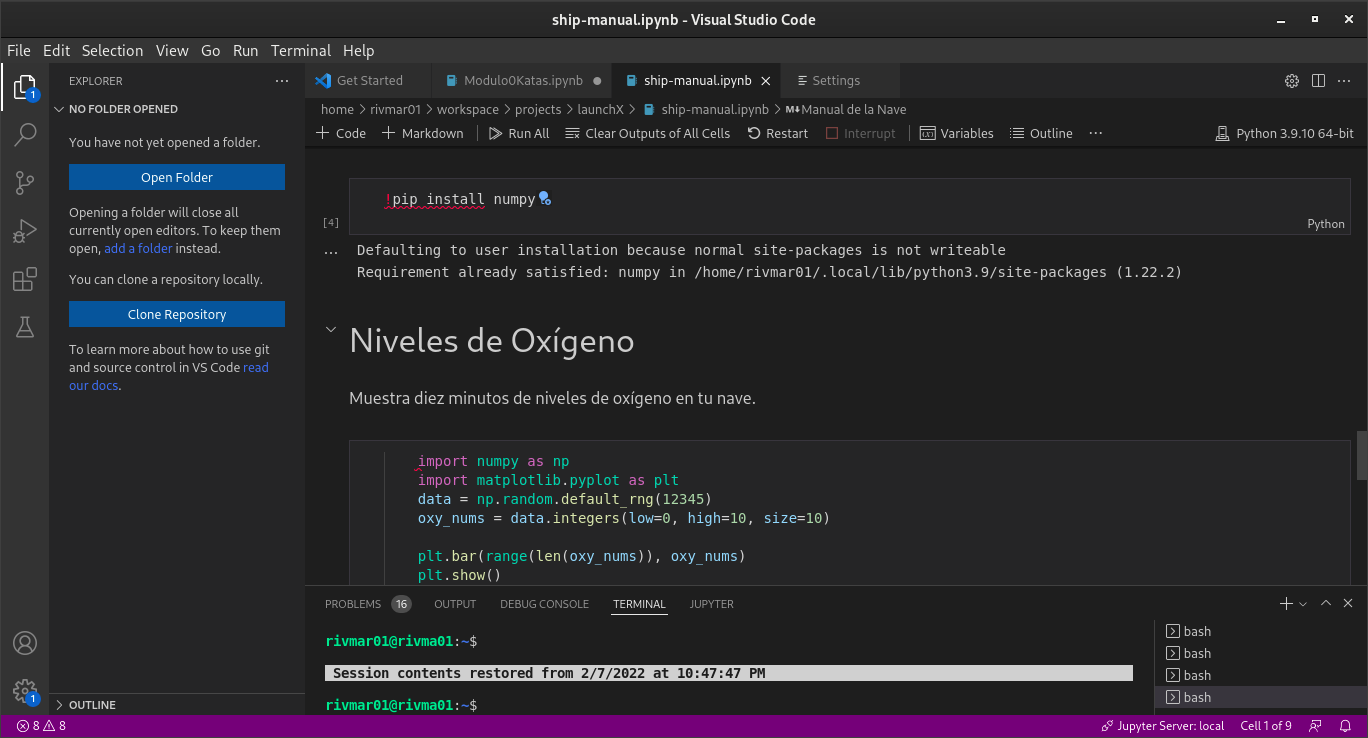 ship-manual.ipynb - Visual Studio Code
File Edit Selection View Go Run Terminal Help
EXPLORER
NO FOLDER OPENED
You have not yet opened a folder.
Open Folder
Opening a folder will close all
currently open editors. To keep them
open, add a folder instead.
You can clone a repository locally.
Clone Repository
To learn more about how to use git
and source control in VS Code read
our docs.
OUTLINE
1
1
Get Started
Modulo0Katas.ipynb
ship-manual.ipynb
Settings
home > rivmar01 > workspace > projects > launchX > ship-manual.ipynb > M↓Manual de la Nave
+ Code + Markdown Run All Clear Outputs of All Cells Restart Interrupt Variables Outline ... Python 3.9.10 64-bit
!pip install numpy
[4]
Python
Defaulting to user installation because normal site-packages is not writeable
Requirement already satisfied: numpy in /home/rivmar01/.local/lib/python3.9/site-packages (1.22.2)
Niveles de Oxígeno
Muestra diez minutos de niveles de oxígeno en tu nave.
import numpy as np
import matplotlib.pyplot as plt
data = np.random.default_rng(12345)
oxy_nums = data.integers(low=0, high=10, size=10)
plt.bar(range(len(oxy_nums)), oxy_nums)
plt.show()
PROBLEMS 16 OUTPUT DEBUG CONSOLE TERMINAL JUPYTER
rivmar01@rivma01:~$
Session contents restored from 2/7/2022 at 10:47:47 PM
rivmar01@rivma01:~$
bash
bash
bash
bash
8 8
Jupyter Server: local Cell 1 of 9